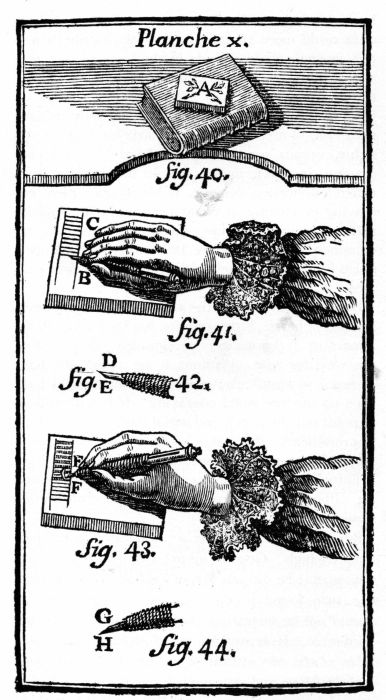 Planche x.
A
fig. 40.
C
B
fig. 41.
D
fig. 42.
E
E
F
fig. 43.
G
H
fig. 44.